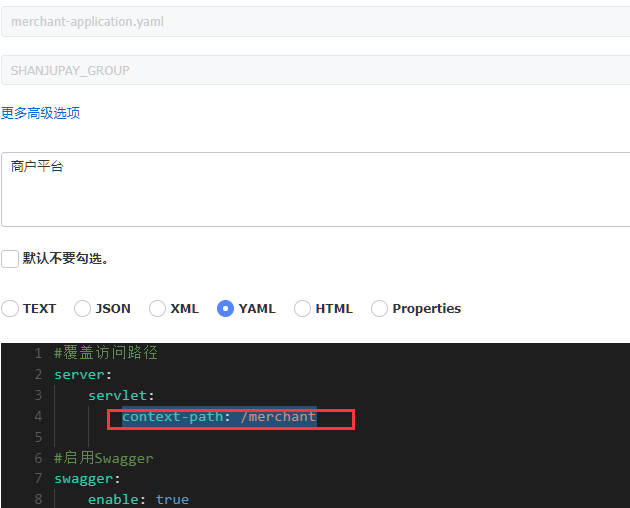 merchant-application.yaml
SHANJUPAY_GROUP
更多高级选项
商户平台
默认不要勾选。
TEXT JSON XML YAML HTML Properties
1 #覆盖访问路径
2 server:
3 servlet:
4 context-path: /merchant
5
6 #启用Swagger
7 swagger:
8 enable: true